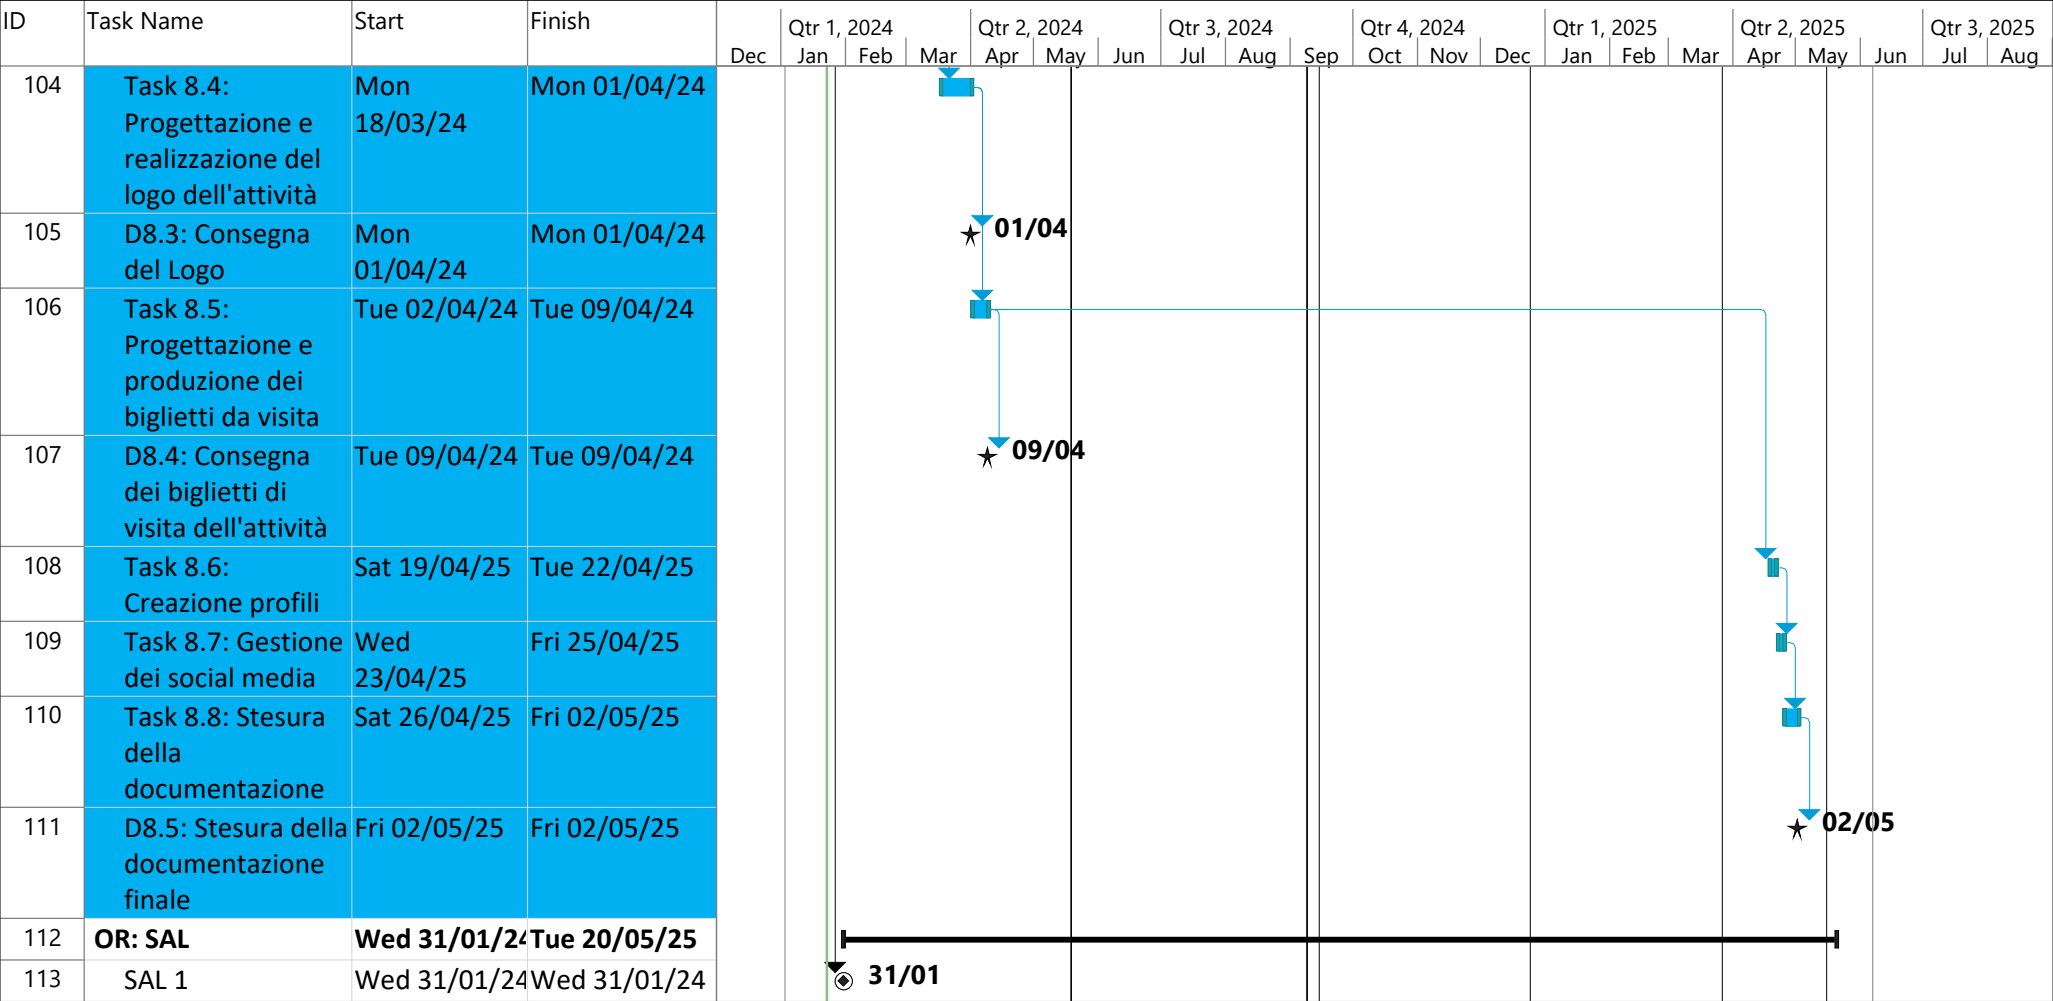 ID Task Name Start Finish
Qtr 1, 2024 Qtr 2, 2024 Qtr 3, 2024 Qtr 4, 2024 Qtr 1, 2025 Qtr 2, 2025 Qtr 3, 2025
Dec Jan Feb Mar Apr May Jun Jul Aug Sep Oct Nov Dec Jan Feb Mar Apr May Jun Jul Aug
104 Task 8.4: Mon Mon 01/04/24
Progettazione e 18/03/24
realizzazione del
logo dell'attività
105 D8.3: Consegna Mon Mon 01/04/24 01/04
del Logo 01/04/24
106 Task 8.5: Tue 02/04/24 Tue 09/04/24
Progettazione e
produzione dei
biglietti da visita
107 D8.4: Consegna Tue 09/04/24 Tue 09/04/24 09/04
dei biglietti di
visita dell'attività
108 Task 8.6: Sat 19/04/25 Tue 22/04/25
Creazione profili
109 Task 8.7: Gestione Wed Fri 25/04/25
dei social media 23/04/25
110 Task 8.8: Stesura Sat 26/04/25 Fri 02/05/25
della
documentazione
111 D8.5: Stesura della Fri 02/05/25 Fri 02/05/25 02/05
documentazione
finale
112 OR: SAL Wed 31/01/24 Tue 20/05/25
113 SAL 1 Wed 31/01/24 Wed 31/01/24 31/01